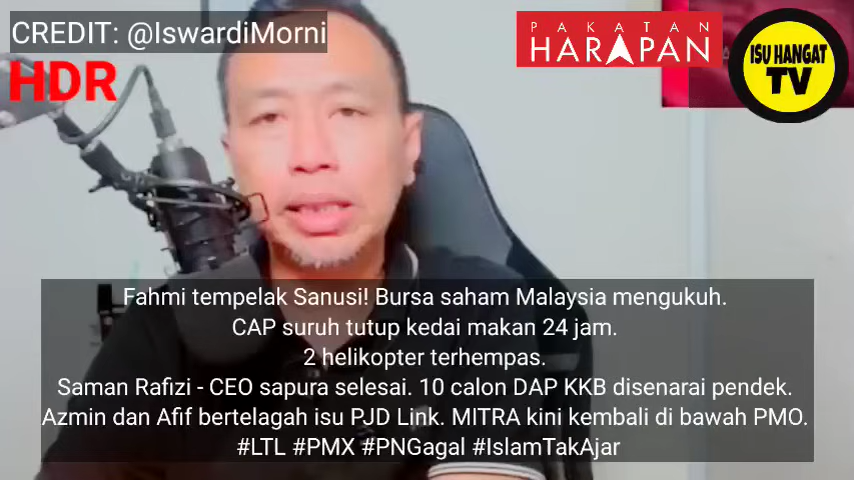 CREDIT: @IswardiMorni
HDR
PAKATAN
HARAPAN
ISU HANGAT
TV
Fahmi tempelak Sanusi! Bursa saham Malaysia mengukuh.
CAP suruh tutup kedai makan 24 jam.
2 helikopter terhempas.
Saman Rafizi - CEO sapura selesai. 10 calon DAP KKB disenarai pendek.
Azmin dan Afif bertelagah isu PJD Link. MITRA kini kembali di bawah PMO.
#LTL #PMX #PNGagal #IslamTakAjar